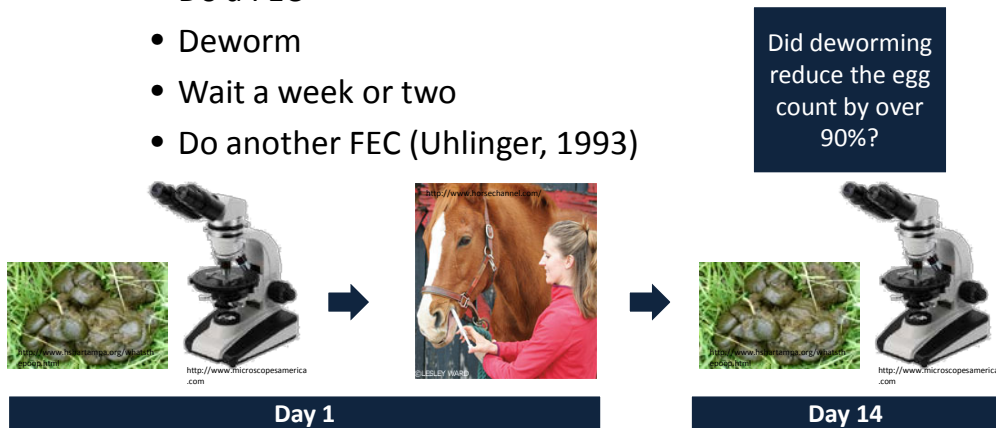 • Deworm
• Wait a week or two
• Do another FEC (Uhlinger, 1993)
Did deworming
reduce the egg
count by over
90%?
http://www.horsechannel.com/
©LESLEY WARD
http://www.microscopesamerica
.com
http://www.microscopesamerica
.com
Day 1
Day 14